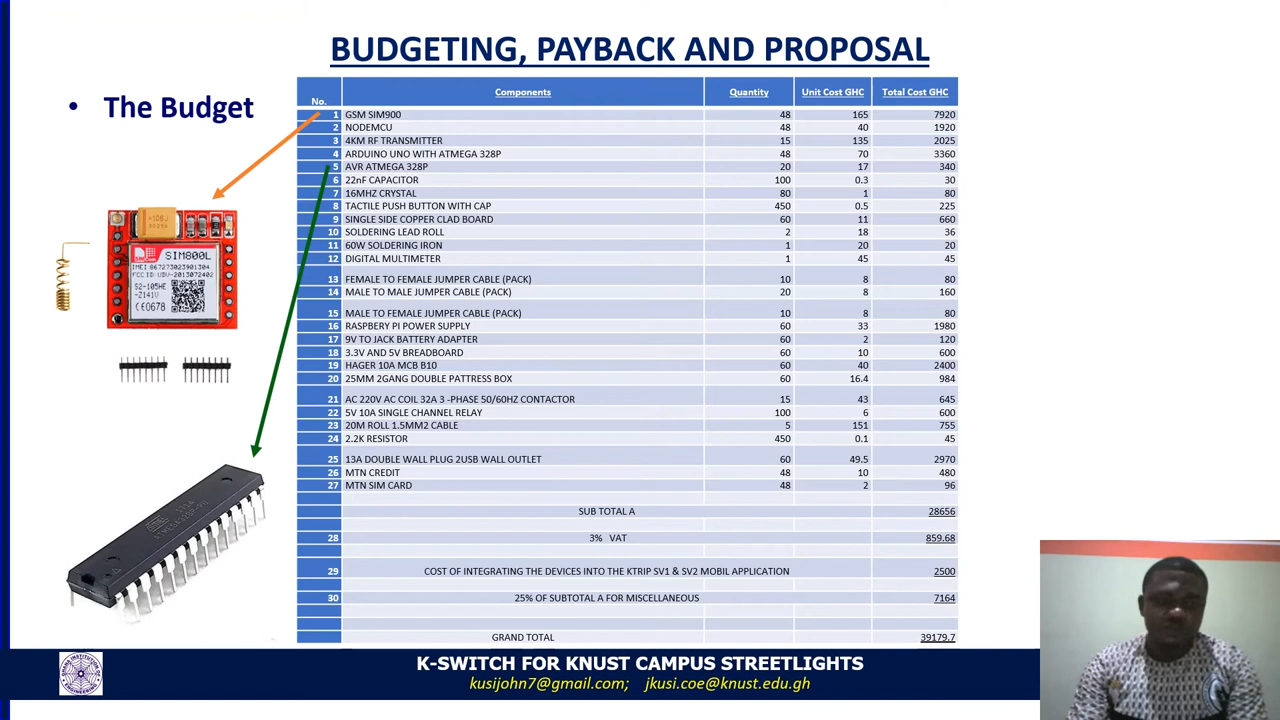 BUDGETING, PAYBACK AND PROPOSAL
• The Budget
No. Components Quantity Unit Cost GHC Total Cost GHC
1 GSM SIM900 48 165 7920
2 NODEMCU 48 40 1920
3 4KM RF TRANSMITTER 15 135 2025
4 ARDUINO UNO WITH ATMEGA 328P 48 70 3360
5 AVR ATMEGA 328P 20 17 340
6 22nF CAPACITOR 100 0.3 30
7 16MHZ CRYSTAL 80 1 80
8 TACTILE PUSH BUTTON WITH CAP 450 0.5 225
9 SINGLE SIDE COPPER CLAD BOARD 60 11 660
10 SOLDERING LEAD ROLL 2 18 36
11 60W SOLDERING IRON 1 20 20
12 DIGITAL MULTIMETER 1 45 45
13 FEMALE TO FEMALE JUMPER CABLE (PACK) 10 8 80
14 MALE TO MALE JUMPER CABLE (PACK) 20 8 160
15 MALE TO FEMALE JUMPER CABLE (PACK) 10 8 80
16 RASPBERY PI POWER SUPPLY 60 33 1980
17 9V TO JACK BATTERY ADAPTER 60 2 120
18 3.3V AND 5V BREADBOARD 60 10 600
19 HAGER 10A MCB B10 60 40 2400
20 25MM 2GANG DOUBLE PATTRESS BOX 60 16.4 984
21 AC 220V AC COIL 32A 3 -PHASE 50/60HZ CONTACTOR 15 43 645
22 5V 10A SINGLE CHANNEL RELAY 100 6 600
23 20M ROLL 1.5MM2 CABLE 5 151 755
24 2.2K RESISTOR 450 0.1 45
25 13A DOUBLE WALL PLUG 2USB WALL OUTLET 60 49.5 2970
26 MTN CREDIT 48 10 480
27 MTN SIM CARD 48 2 96
SUB TOTAL A 28656
28 3% VAT 859.68
29 COST OF INTEGRATING THE DEVICES INTO THE KTRIP SV1 & SV2 MOBIL APPLICATION 2500
30 25% OF SUBTOTAL A FOR MISCELLANEOUS 7164
GRAND TOTAL 39179.7
SIM800L
S2-105HE
-Z141V
CE0678
K-SWITCH FOR KNUST CAMPUS STREETLIGHTS
kusijohn7@gmail.com; jkusi.coe@knust.edu.gh